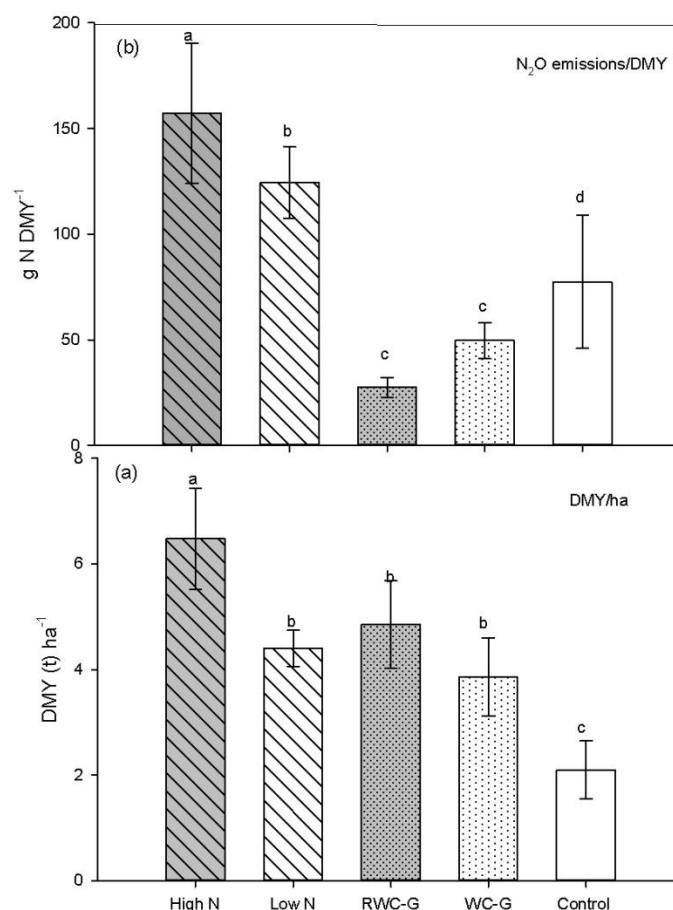 200
(b)
a
N₂O emissions/DMY
150
b
d
g N DMY⁻¹
100
c
50
c
0
8
(a)
a
DMY/ha
6
b
b
b
DMY (t) ha⁻¹
4
c
2
0
High N Low N RWC-G WC-G Control